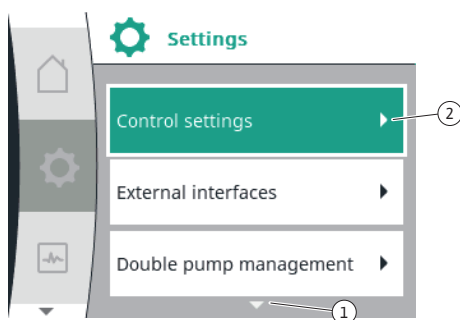 Settings
Control settings
2
External interfaces
Double pump management
1